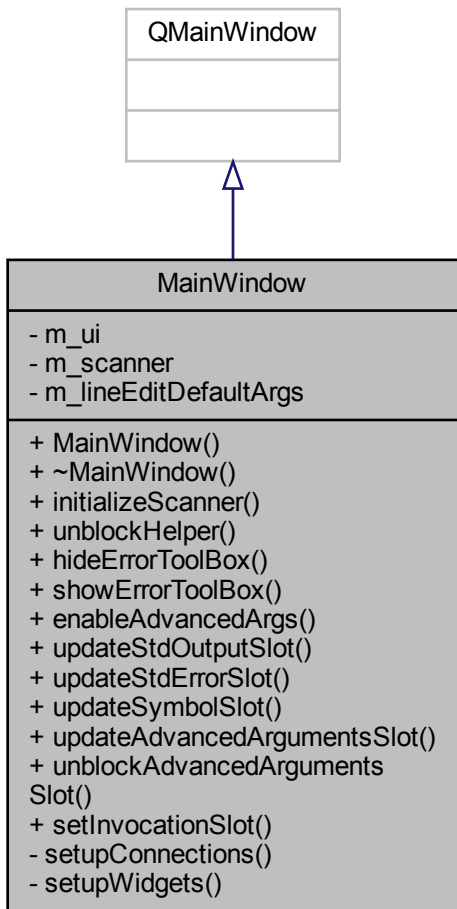 QMainWindow
MainWindow
- m_ui
- m_scanner
- m_lineEditDefaultArgs
+ MainWindow()
+ ~MainWindow()
+ initializeScanner()
+ unblockHelper()
+ hideErrorToolBox()
+ showErrorToolBox()
+ enableAdvancedArgs()
+ updateStdOutputSlot()
+ updateStdErrorSlot()
+ updateSymbolSlot()
+ updateAdvancedArgumentsSlot()
+ unblockAdvancedArguments
Slot()
+ setInvocationSlot()
- setupConnections()
- setupWidgets()